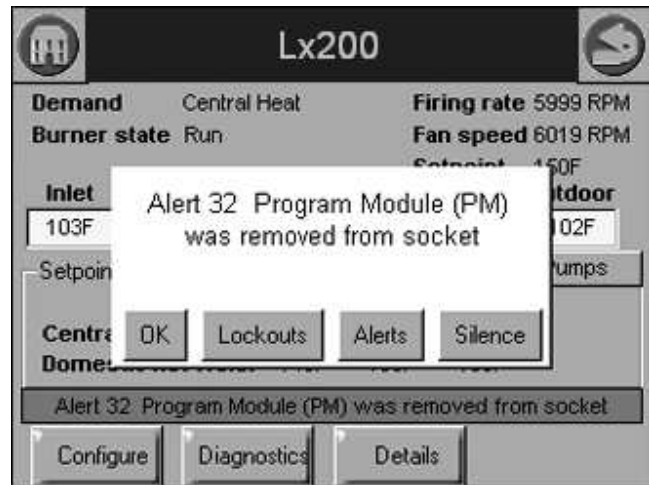 Lx200
Demand Central Heat Firing rate 5999 RPM
Burner state Run Fan speed 6019 RPM
Setpoint 150F
Inlet
103F
Alert 32 Program Module (PM)
was removed from socket
OK Lockouts Alerts Silence
Alert 32 Program Module (PM) was removed from socket
Configure Diagnostics Details